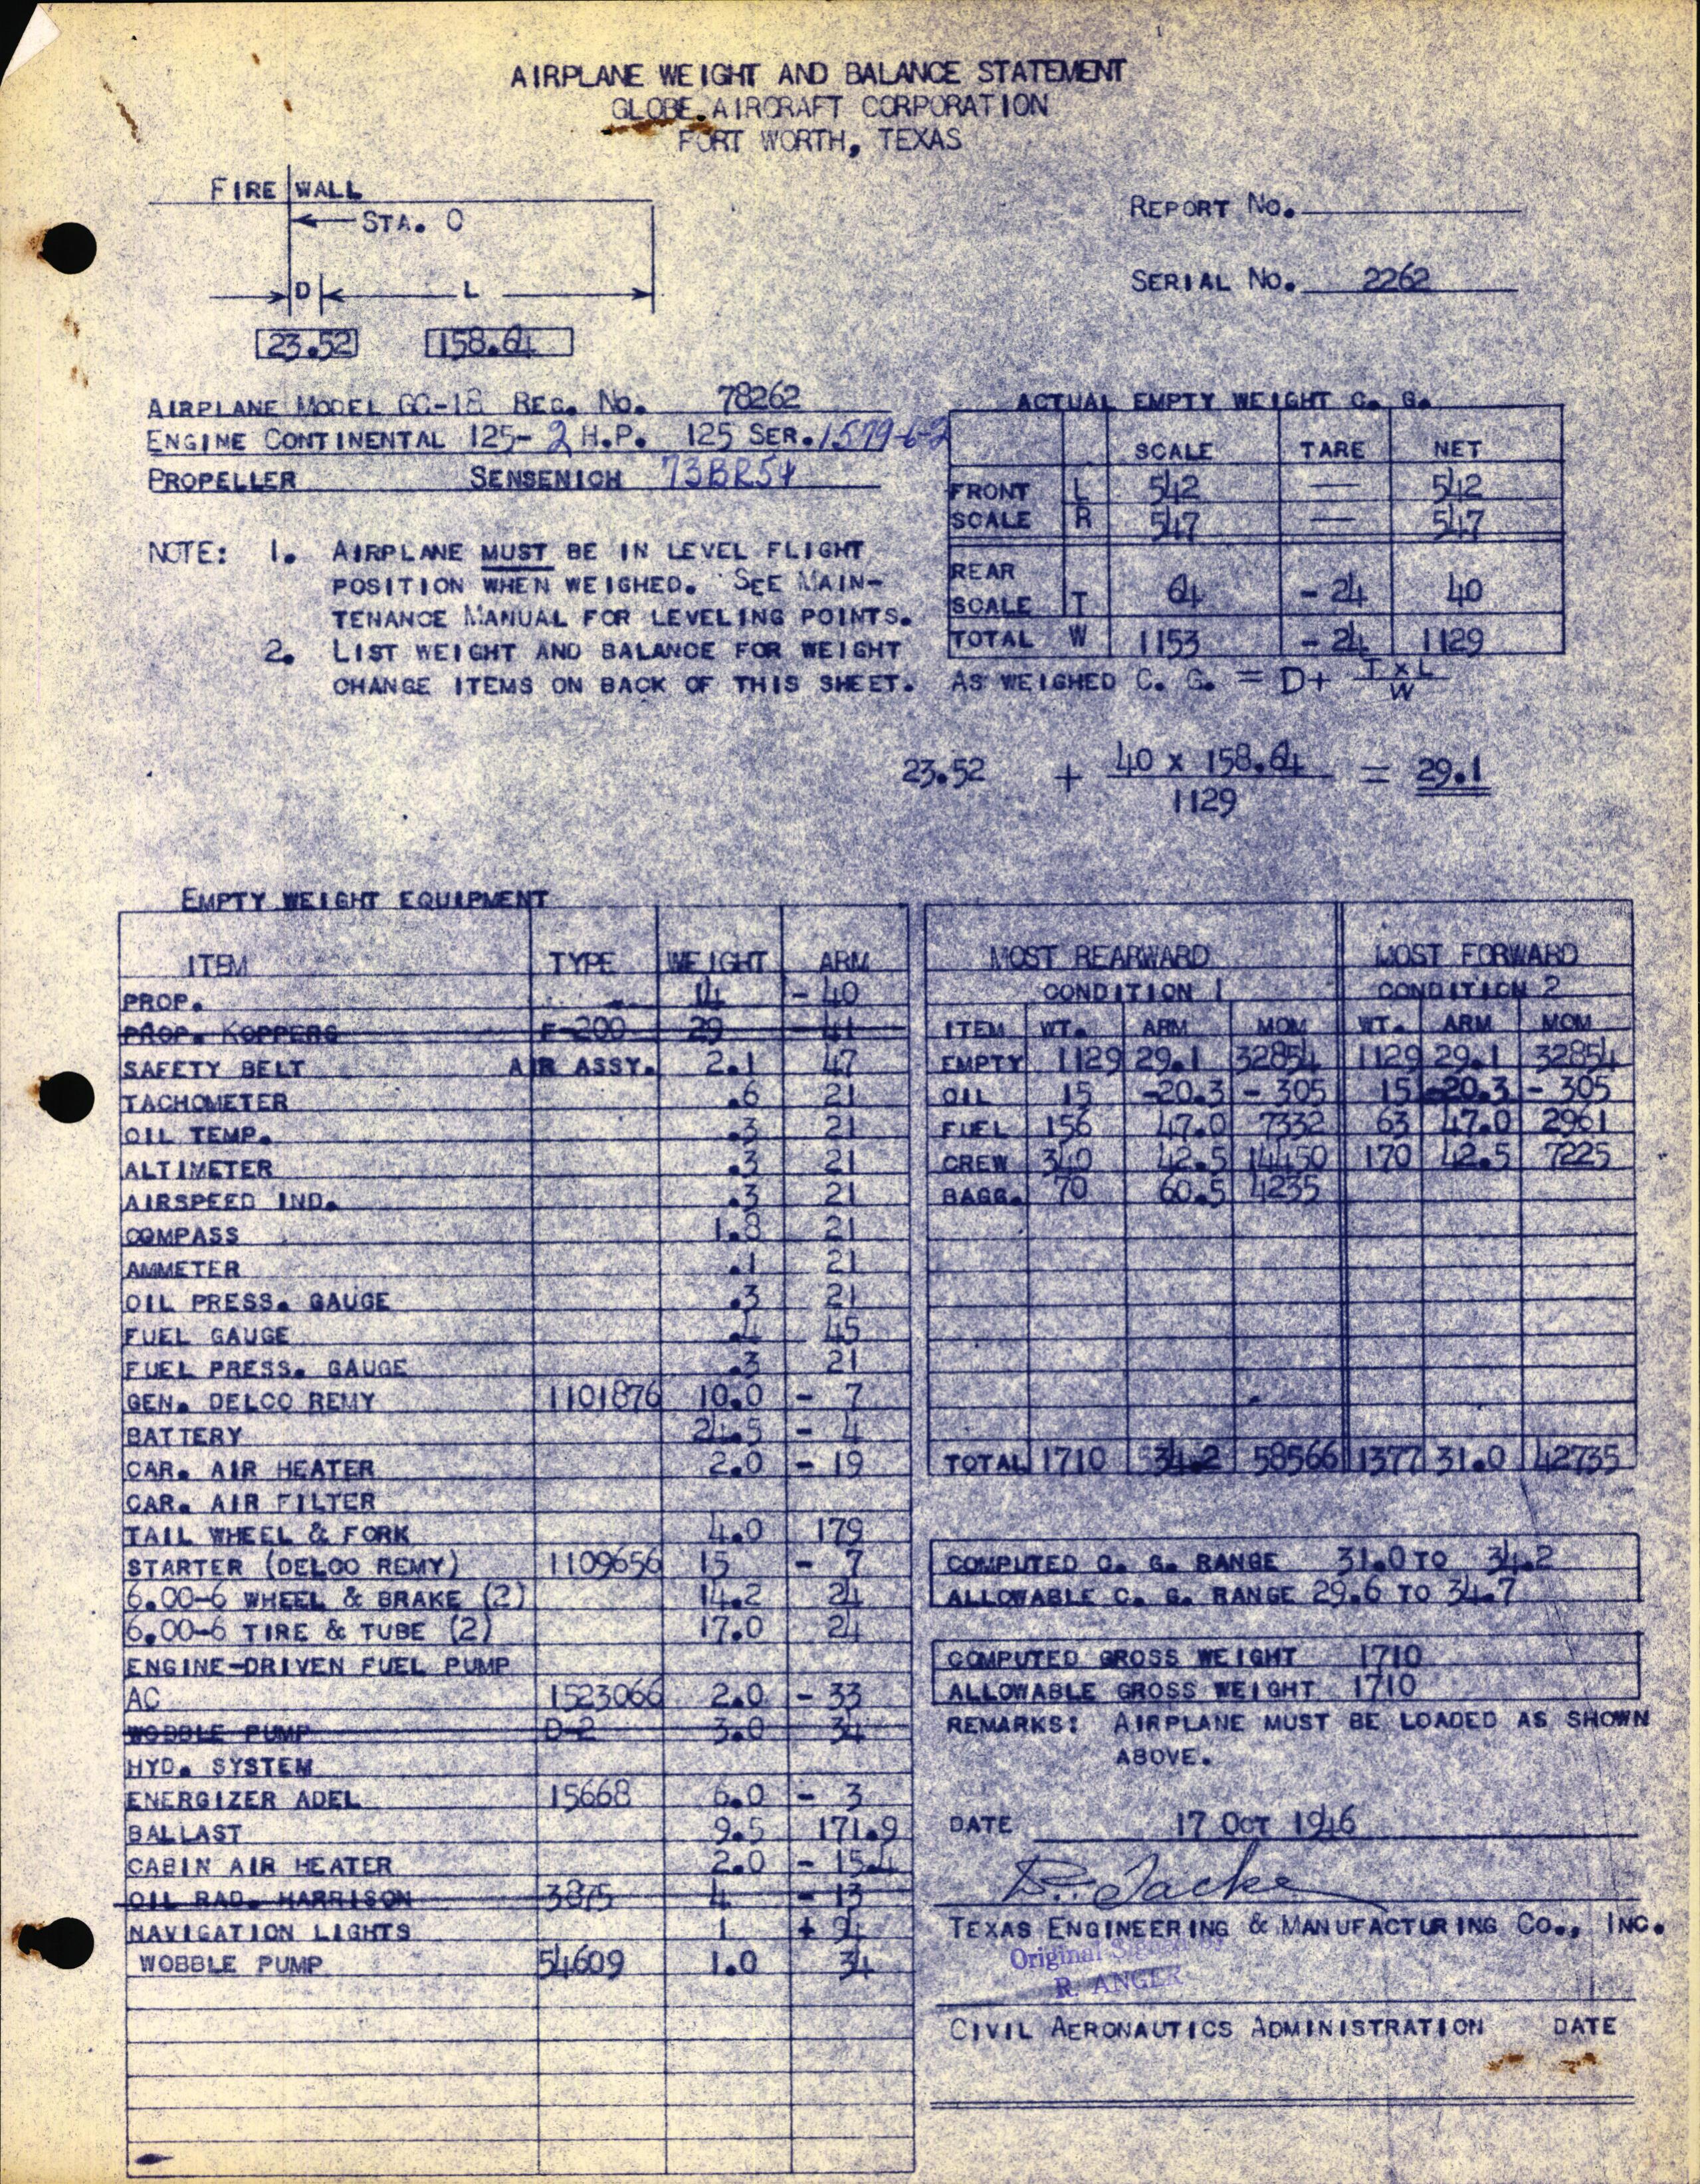 AIRPLANE WEIGHT AND BALANCE STATEMENT
GLOBE AIRCRAFT CORPORATION
FORT WORTH, TEXAS
FIRE WALL
STA. 0
D L
23.52 158.64
REPORT NO.
SERIAL NO. 2262
AIRPLANE MODEL GC-1B REG. NO. 78262
ENGINE CONTINENTAL 125-2 H.P. 125 SER. 1579-6-2
PROPELLER SENSENICH 73BR54
NOTE: 1. AIRPLANE MUST BE IN LEVEL FLIGHT
POSITION WHEN WEIGHED. SEE MAIN-
TENANCE MANUAL FOR LEVELING POINTS.
2. LIST WEIGHT AND BALANCE FOR WEIGHT
CHANGE ITEMS ON BACK OF THIS SHEET.
ACTUAL EMPTY WEIGHT C. G.
SCALE TARE NET
FRONT L 542 — 542
SCALE R 547 — 547
REAR
SCALE T 64 - 24 40
TOTAL W 1153 - 24 1129
AS WEIGHED C. G. = D+ T x L
W
23.52 + 40 x 158.64 = 29.1
1129
EMPTY WEIGHT EQUIPMENT
ITEM TYPE WEIGHT ARM
PROP. 14 - 40
PROP. KOPPERS F-200 29 - 41
SAFETY BELT AIR ASSY. 2.1 47
TACHOMETER .6 21
OIL TEMP. .3 21
ALTIMETER .3 21
AIRSPEED IND. .3 21
COMPASS 1.8 21
AMMETER .1 21
OIL PRESS. GAUGE .3 21
FUEL GAUGE .4 45
FUEL PRESS. GAUGE .3 21
GEN. DELCO REMY 1101876 10.0 - 7
BATTERY 24.5 - 4
CAR. AIR HEATER 2.0 - 19
CAR. AIR FILTER
TAIL WHEEL & FORK 4.0 179
STARTER (DELCO REMY) 1109656 15 - 7
6.00-6 WHEEL & BRAKE (2) 14.2 24
6.00-6 TIRE & TUBE (2) 17.0 24
ENGINE-DRIVEN FUEL PUMP
AC 1523066 2.0 - 33
WOBBLE PUMP D-2 3.0 34
HYD. SYSTEM
ENERGIZER ADEL 15668 6.0 - 3
BALLAST 9.5 171.9
CABIN AIR HEATER 2.0 - 15.4
OIL RAD. HARRISON 3875 4 - 13
NAVIGATION LIGHTS 1 + 94
WOBBLE PUMP 54609 1.0 34
MOST REARWARD MOST FORWARD
CONDITION 1 CONDITION 2
ITEM WT. ARM MOM WT. ARM MOM
EMPTY 1129 29.1 32854 1129 29.1 32854
OIL 15 -20.3 - 305 15 -20.3 - 305
FUEL 156 47.0 7332 63 47.0 2961
CREW 340 42.5 14450 170 42.5 7225
BAGG. 70 60.5 4235
TOTAL 1710 34.2 58566 1377 31.0 42735
COMPUTED C. G. RANGE 31.0 TO 34.2
ALLOWABLE C. G. RANGE 29.6 TO 34.7
COMPUTED GROSS WEIGHT 1710
ALLOWABLE GROSS WEIGHT 1710
REMARKS: AIRPLANE MUST BE LOADED AS SHOWN
ABOVE.
DATE 17 OCT 1946
TEXAS ENGINEERING & MANUFACTURING CO., INC.
Original Signed by
R. ANGER
CIVIL AERONAUTICS ADMINISTRATION DATE